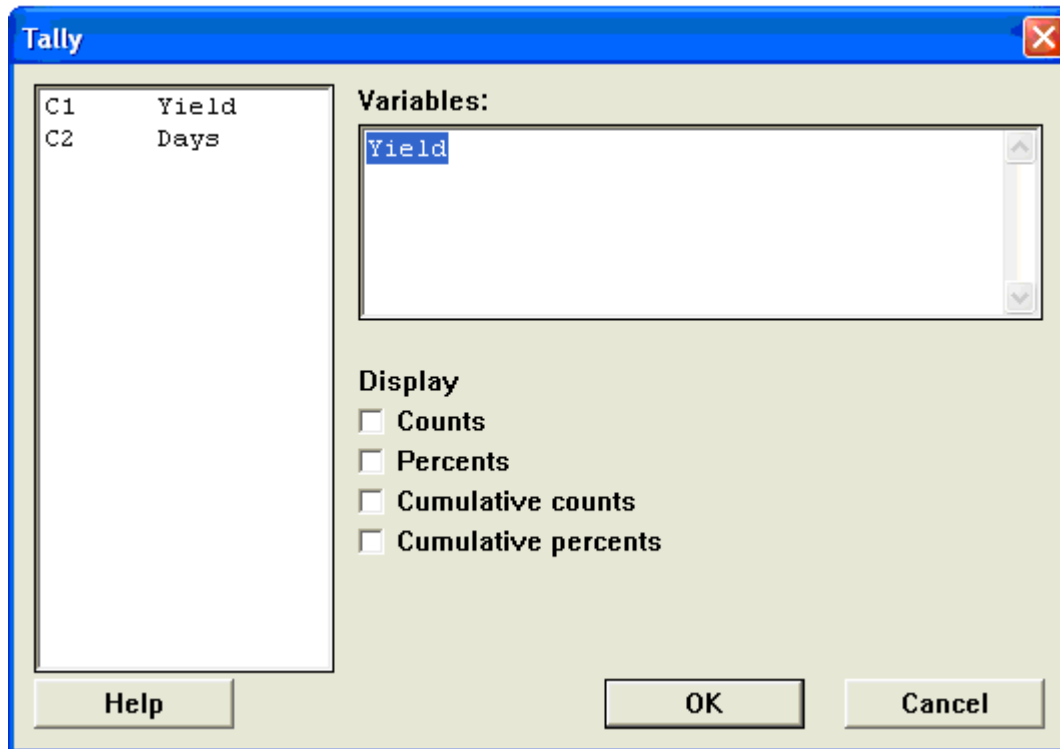 Tally
C1 Yield
C2 Days
Variables:
Yield
Display
Counts
Percents
Cumulative counts
Cumulative percents
Help
OK
Cancel